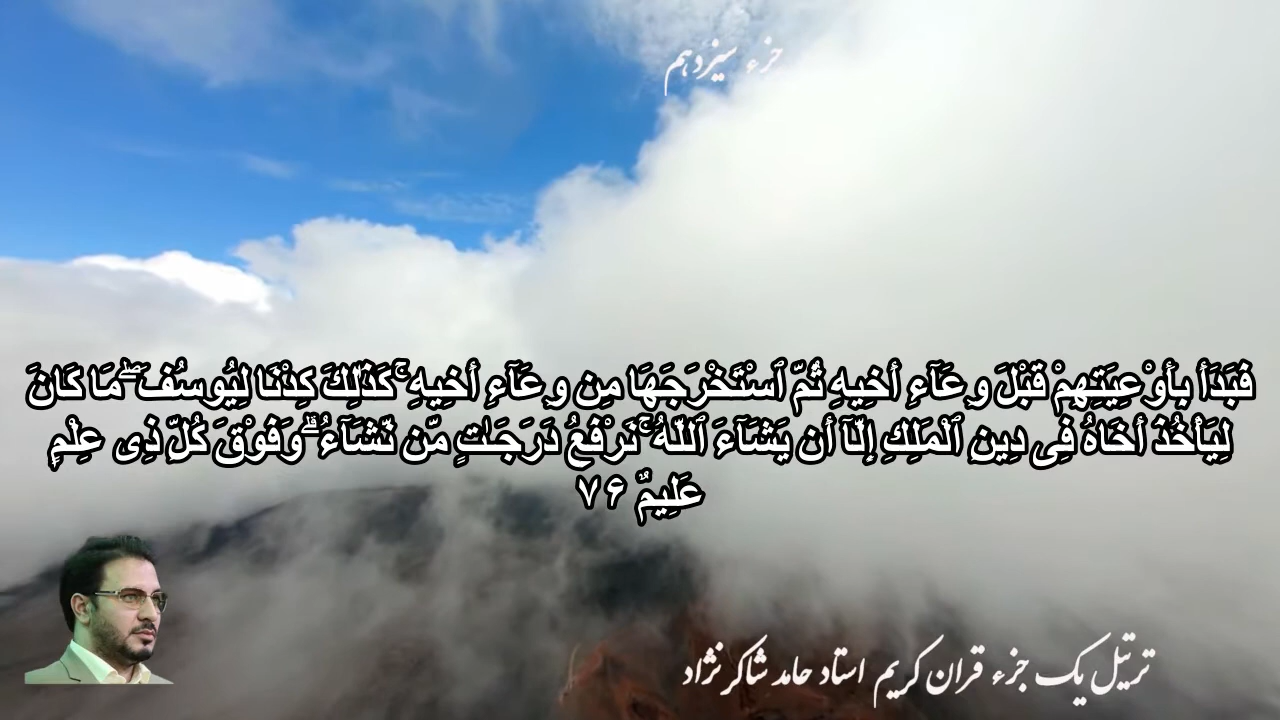 جزء سیزدهم
فَبَدَأَ بِأَوْعِيَتِهِمْ قَبْلَ وِعَآءِ أَخِيهِ ثُمَّ ٱسْتَخْرَجَهَا مِن وِعَآءِ أَخِيهِ ۚ كَذَٰلِكَ كِدْنَا لِيُوسُفَ ۖ مَا كَانَ
لِيَأْخُذَ أَخَاهُ فِى دِينِ ٱلْمَلِكِ إِلَّآ أَن يَشَآءَ ٱللَّهُ ۚ نَرْفَعُ دَرَجَـٰتٍ مَّن نَّشَآءُ ۗ وَفَوْقَ كُلِّ ذِى عِلْمٍ
عَلِيمٌ ۷۶
ترتیل یک جزء قران کریم استاد حامد شاکرنژاد